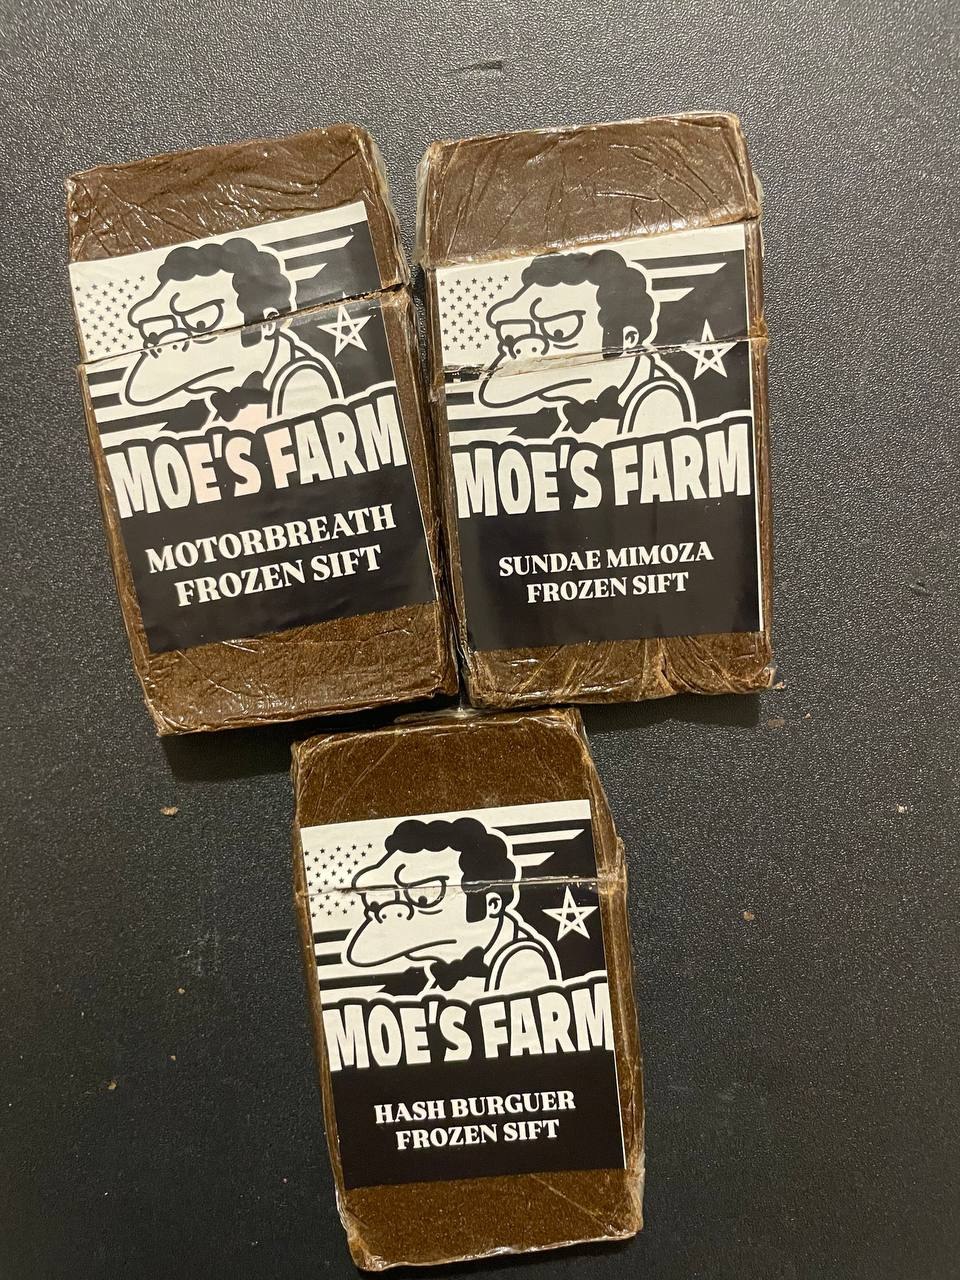 MOE'S FARM
MOTORBREATH
FROZEN SIFT
MOE'S FARM
SUNDAE MIMOZA
FROZEN SIFT
MOE'S FARM
HASH BURGUER
FROZEN SIFT